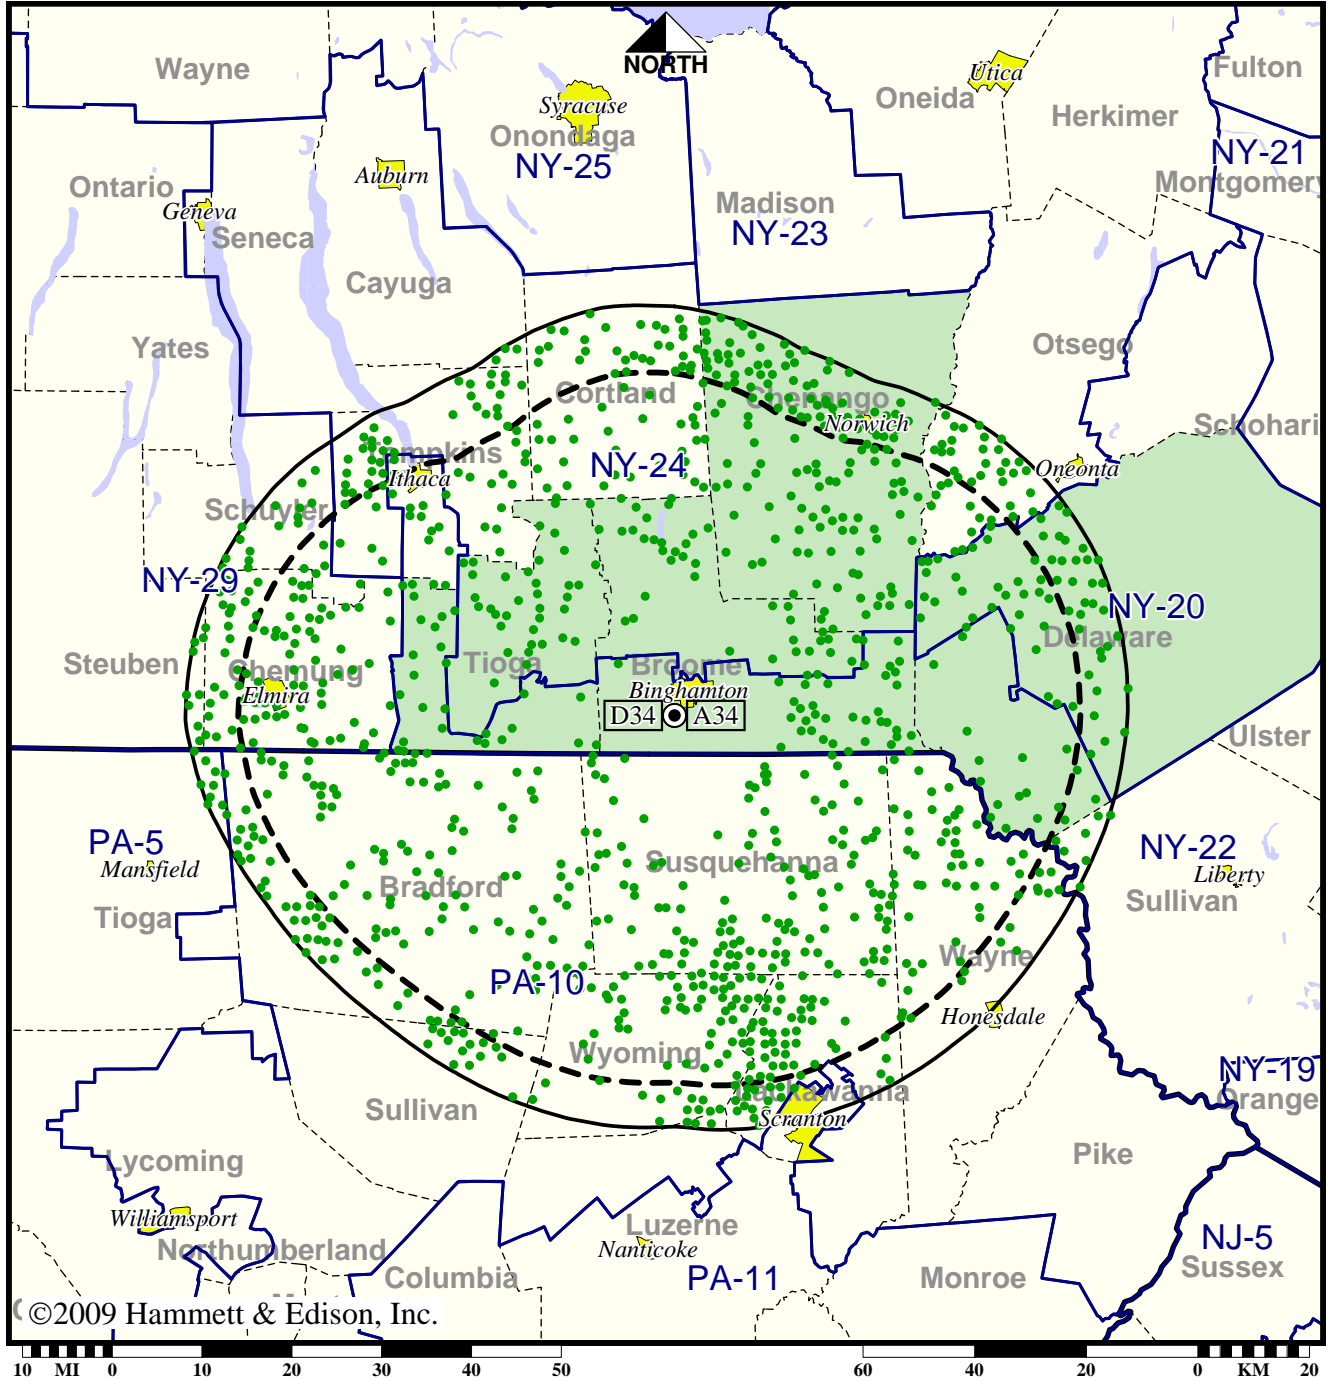 NORTH
Wayne
Utica
Fulton
Oneida
Syracuse
Herkimer
Onondaga
NY-25
NY-21
Auburn
Ontario
Montgomery
Madison
Geneva
NY-23
Seneca
Cayuga
Yates
Otsego
Cortland
Chenango
Norwich
Schohari
Tompkins
NY-24
Oneonta
Ithaca
Schuyler
NY-29
NY-20
Delaware
Steuben
Chemung
Tioga
Broome
Elmira
Binghamton
D34
A34
Ulster
PA-5
NY-22
Mansfield
Susquehanna
Liberty
Bradford
Sullivan
Tioga
Wayne
PA-10
Honesdale
Wyoming
NY-19
Lackawanna
Orange
Sullivan
Scranton
Lycoming
Pike
Williamsport
Luzerne
NJ-5
Northumberland
Nanticoke
Sussex
Columbia
PA-11
Monroe
©2009 Hammett & Edison, Inc.
10 MI 0 10 20 30 40 50 60 40 20 0 KM 20